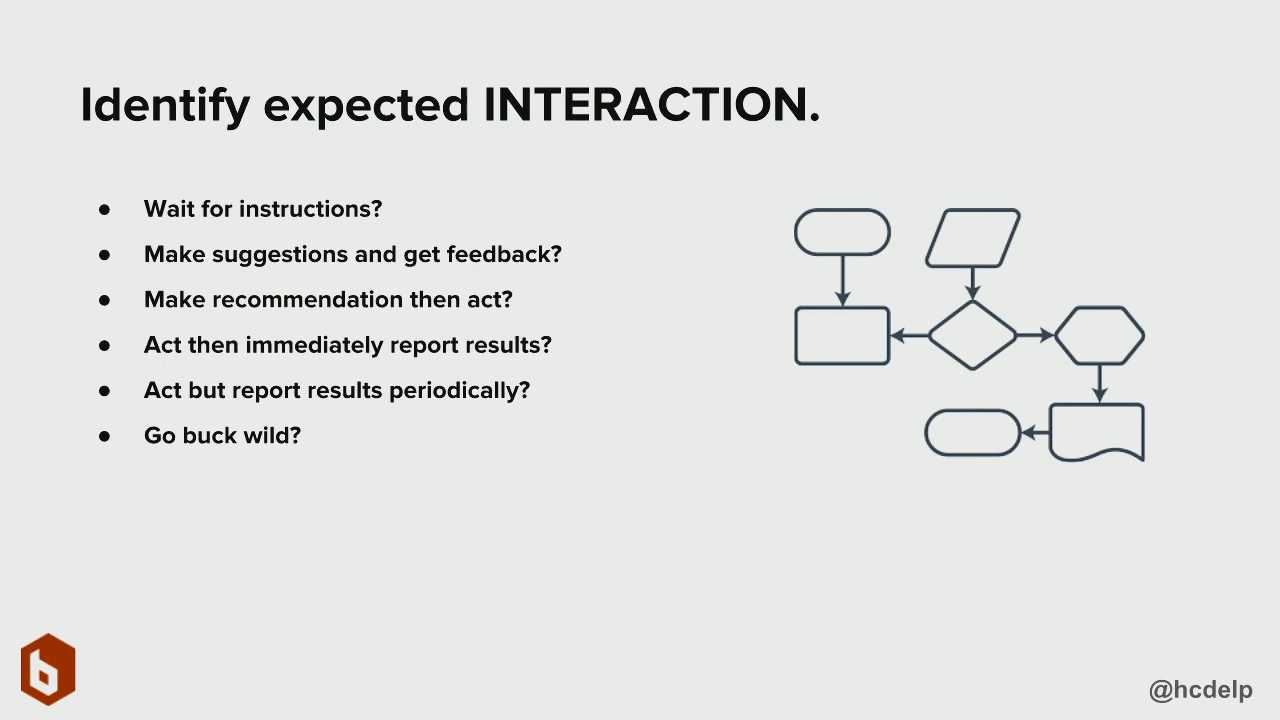 Identify expected INTERACTION.
● Wait for instructions?
● Make suggestions and get feedback?
● Make recommendation then act?
● Act then immediately report results?
● Act but report results periodically?
● Go buck wild?
b
@hcdelp